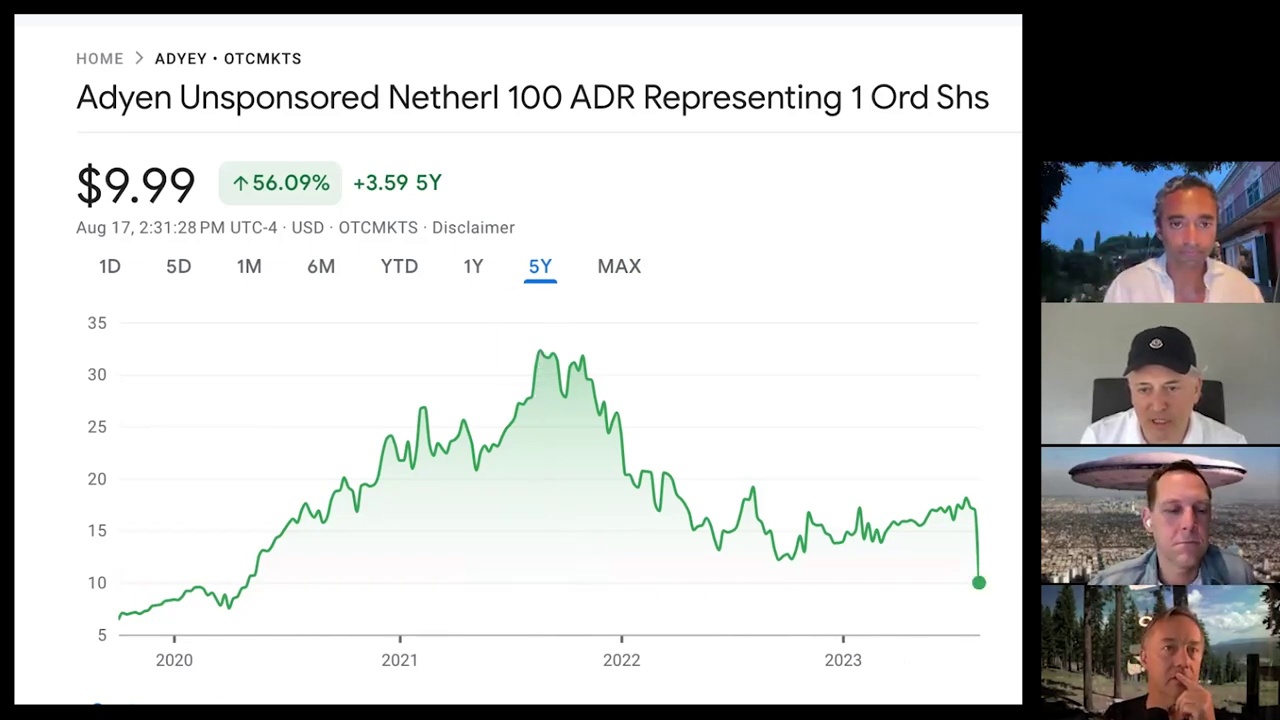 HOME > ADYEY • OTCMKTS
Adyen Unsponsored Netherl 100 ADR Representing 1 Ord Shs
$9.99 ↑56.09% +3.59 5Y
Aug 17, 2:31:28 PM UTC-4 · USD · OTCMKTS · Disclaimer
1D 5D 1M 6M YTD 1Y 5Y MAX
35
30
25
20
15
10
5
2020 2021 2022 2023